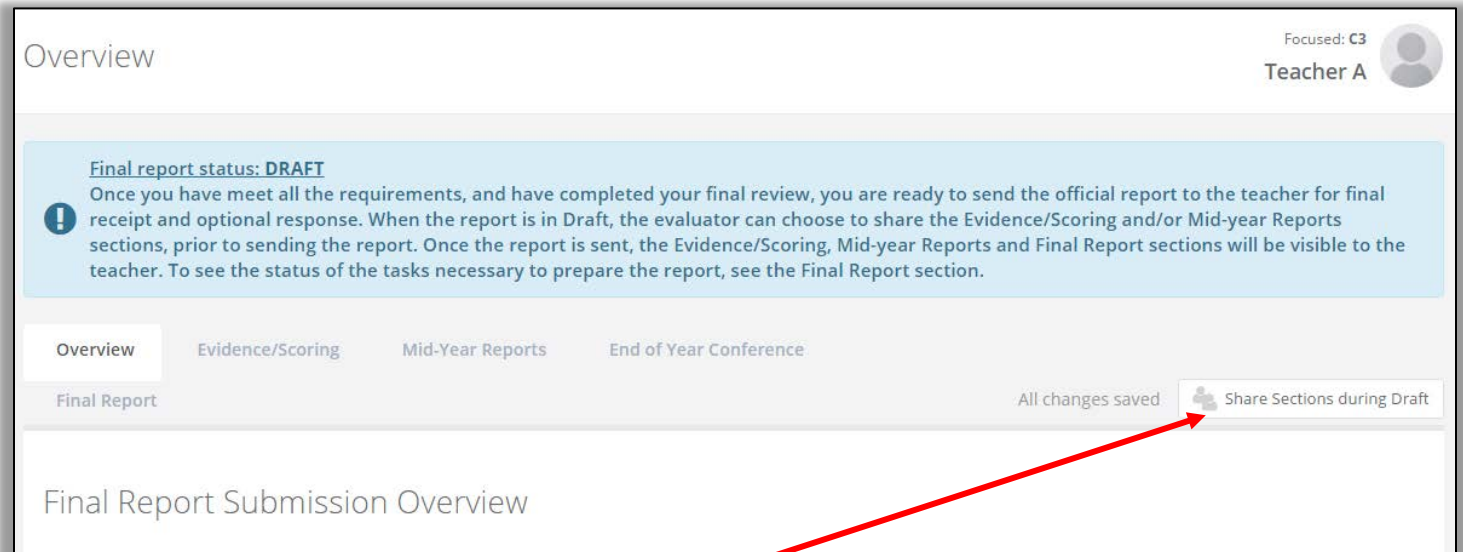 Overview
Focused: C3
Teacher A
Final report status: DRAFT
Once you have meet all the requirements, and have completed your final review, you are ready to send the official report to the teacher for final
receipt and optional response. When the report is in Draft, the evaluator can choose to share the Evidence/Scoring and/or Mid-year Reports
sections, prior to sending the report. Once the report is sent, the Evidence/Scoring, Mid-year Reports and Final Report sections will be visible to the
teacher. To see the status of the tasks necessary to prepare the report, see the Final Report section.
Overview Evidence/Scoring Mid-Year Reports End of Year Conference
Final Report All changes saved Share Sections during Draft
Final Report Submission Overview